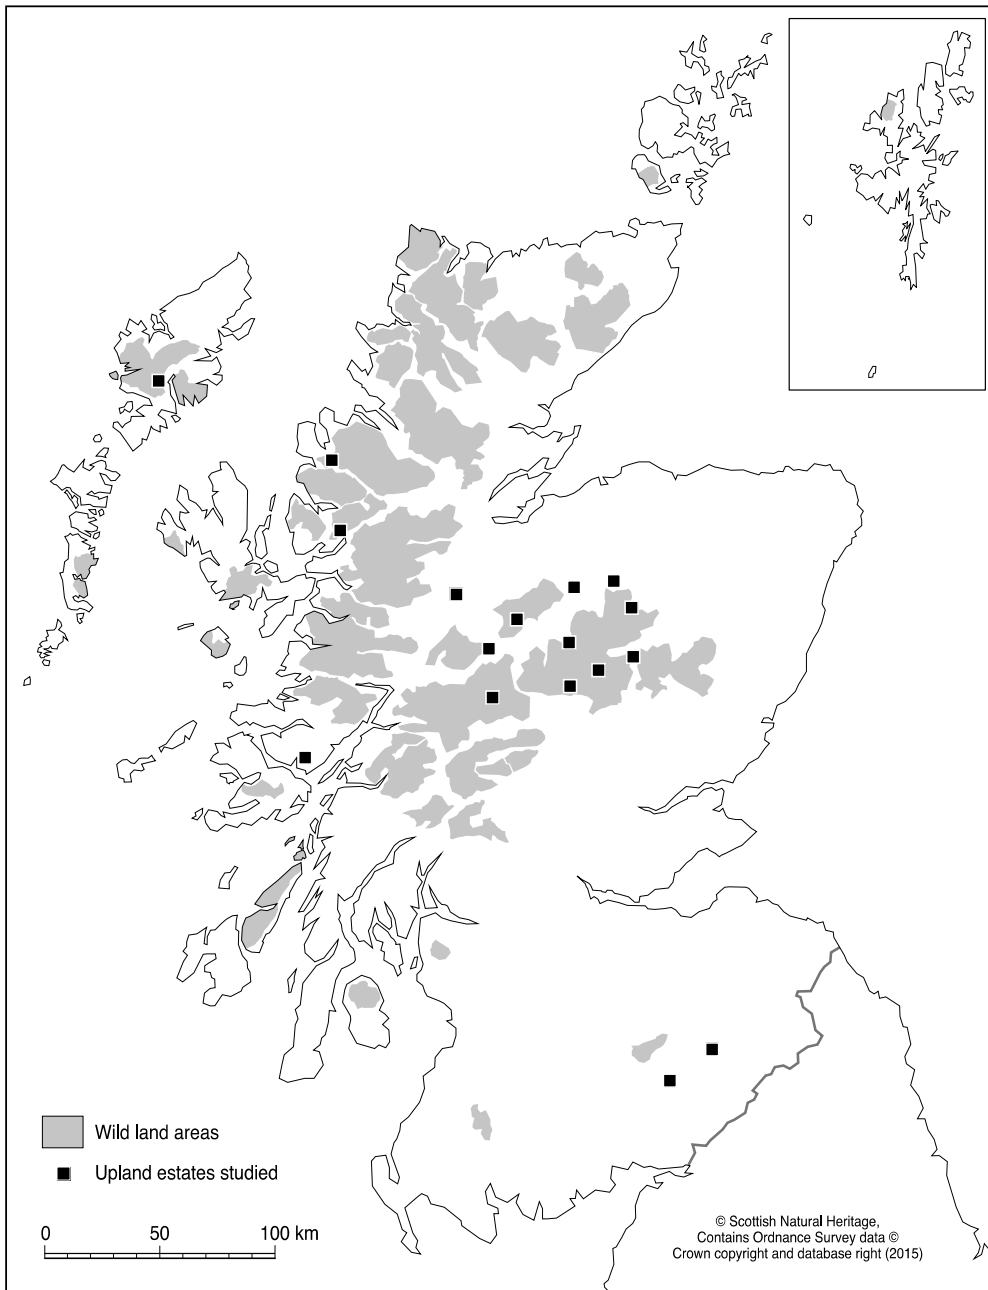 Wild land areas
Upland estates studied
0 50 100 km
© Scottish Natural Heritage,
Contains Ordnance Survey data ©
Crown copyright and database right (2015)